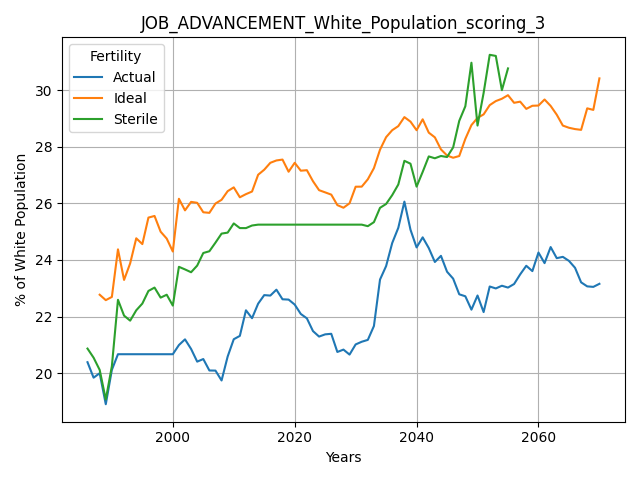 JOB_ADVANCEMENT_White_Population_scoring_3
Fertility
Actual
Ideal
Sterile
% of White Population
30
28
26
24
22
20
2000
2020
2040
2060
Years